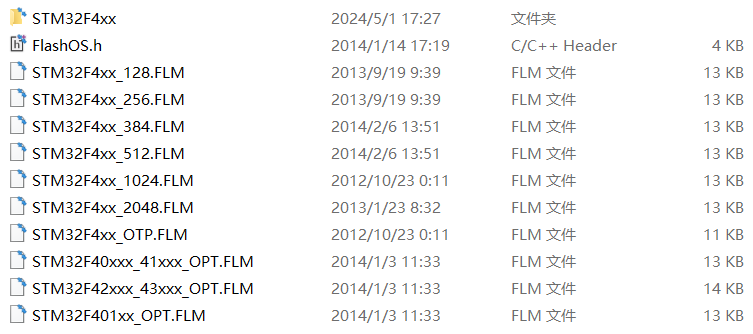 STM32F4xx 2024/5/1 17:27 文件夹
FlashOS.h 2014/1/14 17:19 C/C++ Header 4 KB
STM32F4xx_128.FLM 2013/9/19 9:39 FLM 文件 13 KB
STM32F4xx_256.FLM 2013/9/19 9:39 FLM 文件 13 KB
STM32F4xx_384.FLM 2014/2/6 13:51 FLM 文件 13 KB
STM32F4xx_512.FLM 2014/2/6 13:51 FLM 文件 13 KB
STM32F4xx_1024.FLM 2012/10/23 0:11 FLM 文件 13 KB
STM32F4xx_2048.FLM 2013/1/23 8:32 FLM 文件 13 KB
STM32F4xx_OTP.FLM 2012/10/23 0:11 FLM 文件 11 KB
STM32F40xxx_41xxx_OPT.FLM 2014/1/3 11:33 FLM 文件 13 KB
STM32F42xxx_43xxx_OPT.FLM 2014/1/3 11:33 FLM 文件 14 KB
STM32F401xx_OPT.FLM 2014/1/3 11:33 FLM 文件 13 KB